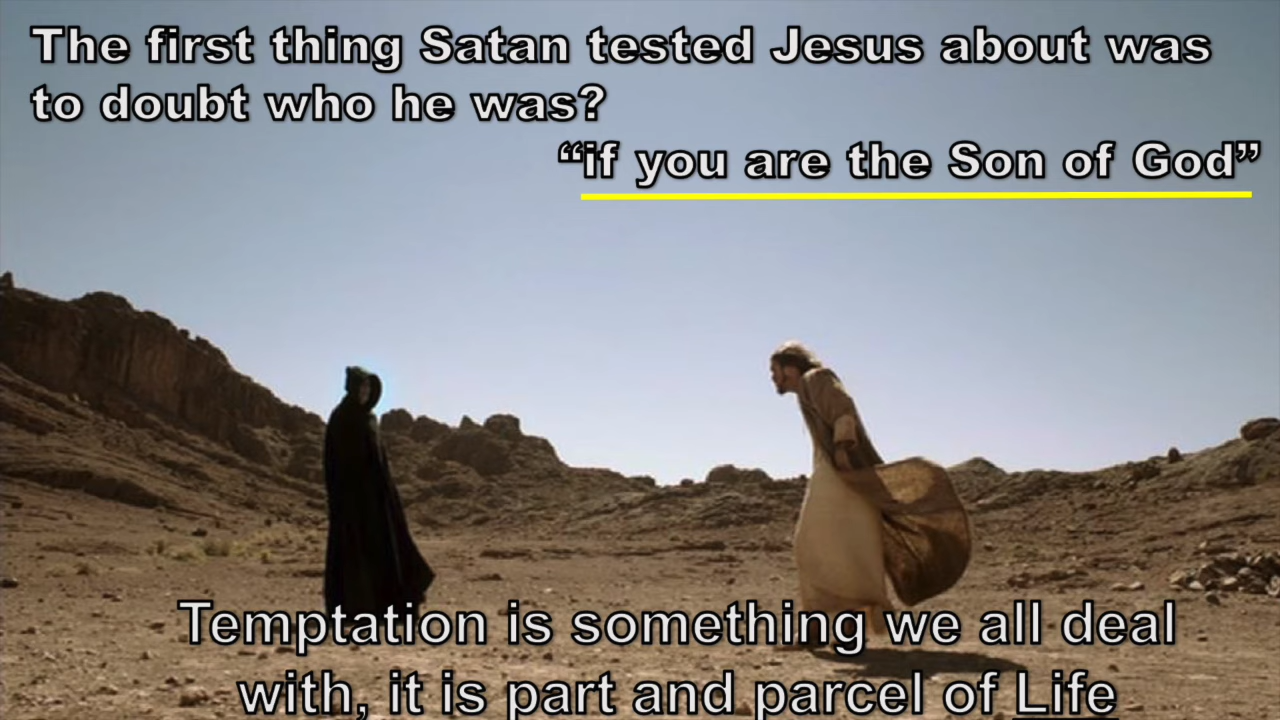 The first thing Satan tested Jesus about was
to doubt who he was?
“if you are the Son of God”
Temptation is something we all deal
with, it is part and parcel of Life